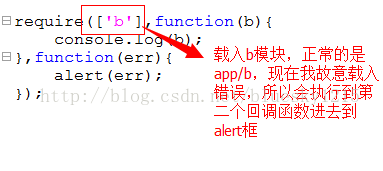 require(['b'],function(b){
console.log(b);
},function(err){
alert(err);
});
载入b模块，正常的是
app/b，现在我故意载入
错误，所以会执行到第
二个回调函数进去到
alert框